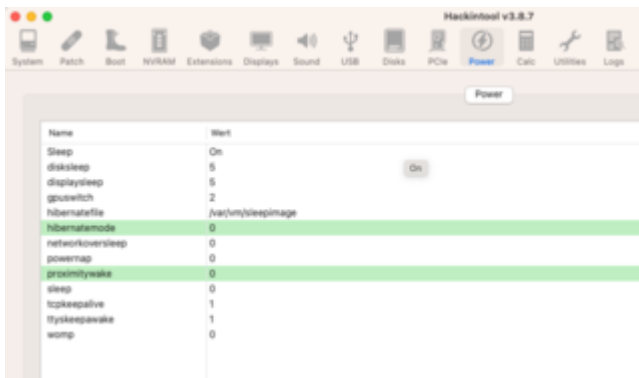 Hackintool v3.8.7
System Patch Boot NVRAM Extensions Displays Sound USB Disks PCIe Power Calc Utilities Logs
Power
Name Wert
Sleep On
disksleep 5
On
displaysleep 5
gpuswitch 2
hibernatefile /var/vm/sleepimage
hibernatemode 0
networkoversleep 0
powernap 0
proximitywake 0
sleep 0
tcpkeepalive 1
ttyskeepawake 1
womp 0